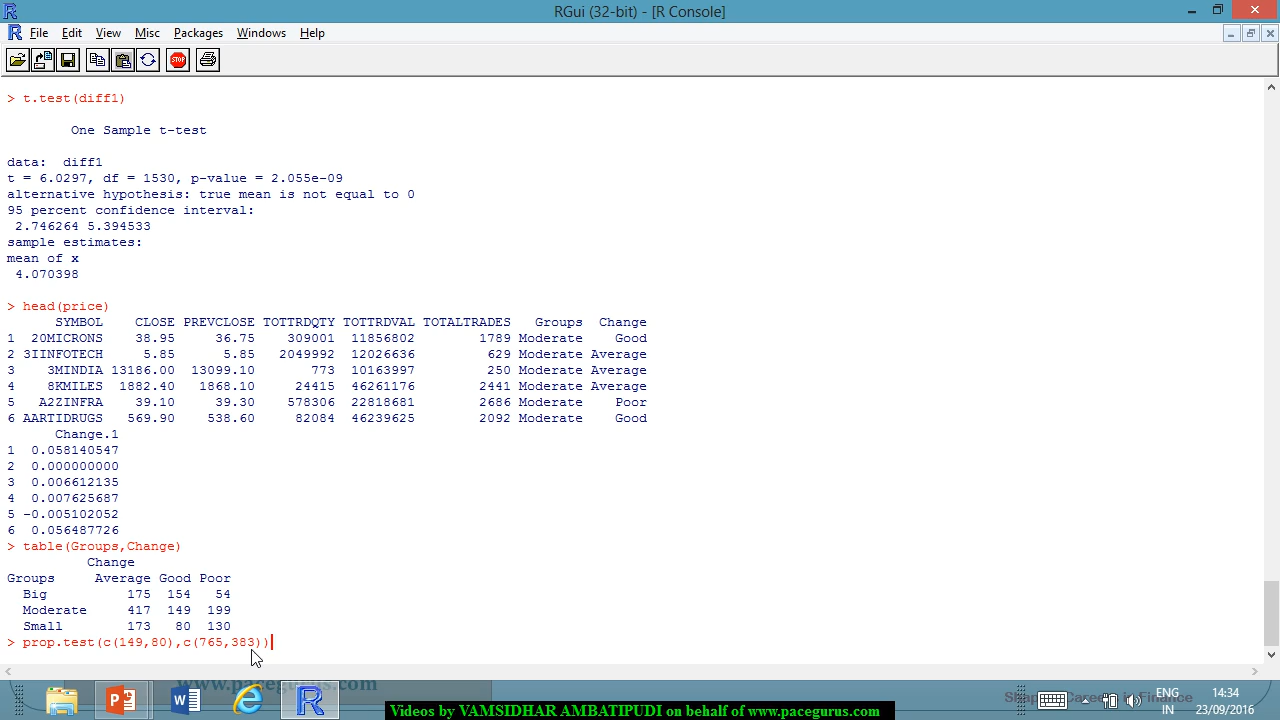 RGui (32-bit) - [R Console]
File Edit View Misc Packages Windows Help
STOP
> t.test(diff1)
One Sample t-test
data:  diff1
t = 6.0297, df = 1530, p-value = 2.055e-09
alternative hypothesis: true mean is not equal to 0
95 percent confidence interval:
2.746264 5.394533
sample estimates:
mean of x
4.070398
> head(price)
SYMBOL CLOSE PREVCLOSE TOTTRDQTY TOTTRDVAL TOTALTRADES Groups Change
1 20MICRONS 38.95 36.75 309001 11856802 1789 Moderate Good
2 3IINFOTECH 5.85 5.85 2049992 12026636 629 Moderate Average
3 3MINDIA 13186.00 13099.10 773 10163997 250 Moderate Average
4 8KMILES 1882.40 1868.10 24415 46261176 2441 Moderate Average
5 A2ZINFRA 39.10 39.30 578306 22818681 2686 Moderate Poor
6 AARTIDRUGS 569.90 538.60 82084 46239625 2092 Moderate Good
Change.1
1 0.058140547
2 0.000000000
3 0.006612135
4 0.007625687
5 -0.005102052
6 0.056487726
> table(Groups,Change)
Change
Groups Average Good Poor
Big 175 154 54
Moderate 417 149 199
Small 173 80 130
> prop.test(c(149,80),c(765,383))
www.pacegurus.com
ENG
IN
14:34
23/09/2016
Videos by VAMSIDHAR AMBATIPUDI on behalf of www.pacegurus.com